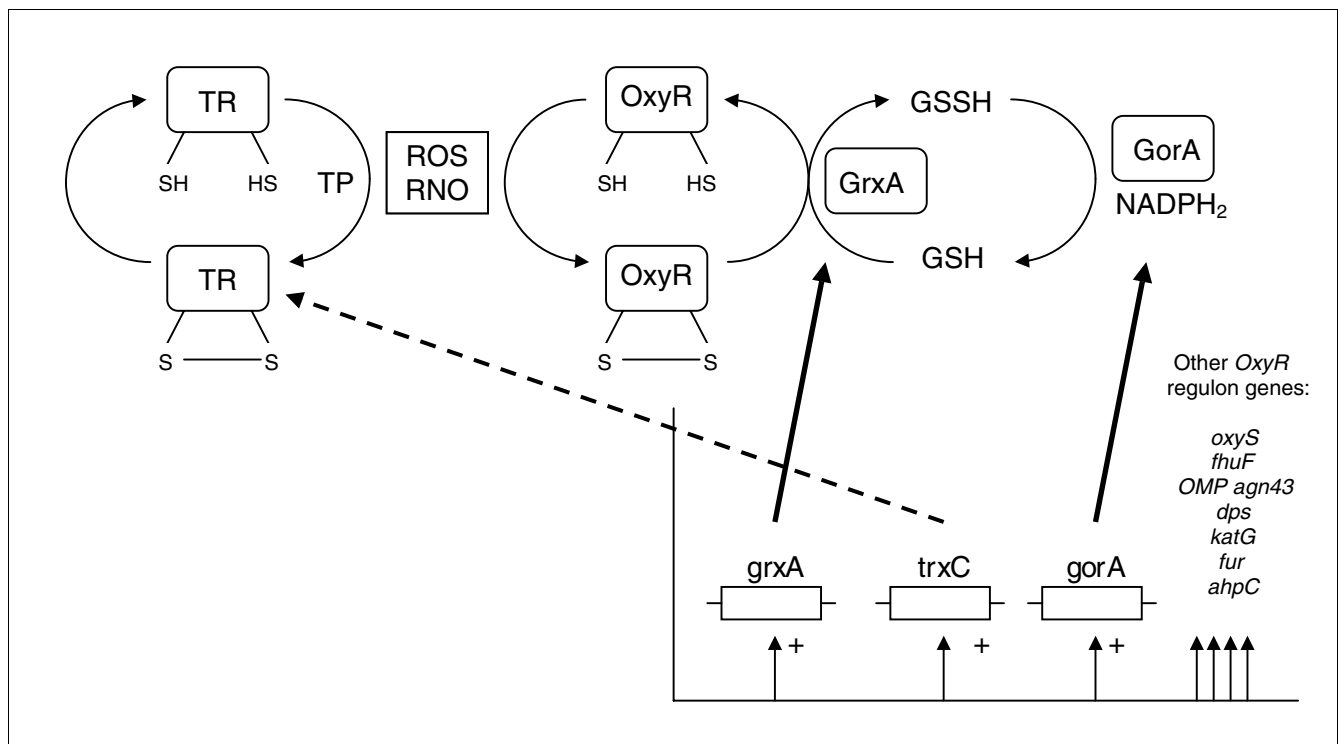 TR
SH HS
TP
TR
S S
ROS
RNO
OxyR
SH HS
OxyR
S S
GrxA
GSSH
GSH
GorA
NADPH₂
Other OxyR
regulon genes:
oxyS
fhuF
OMP agn43
dps
katG
fur
ahpC
grxA
trxC
gorA
+
+
+